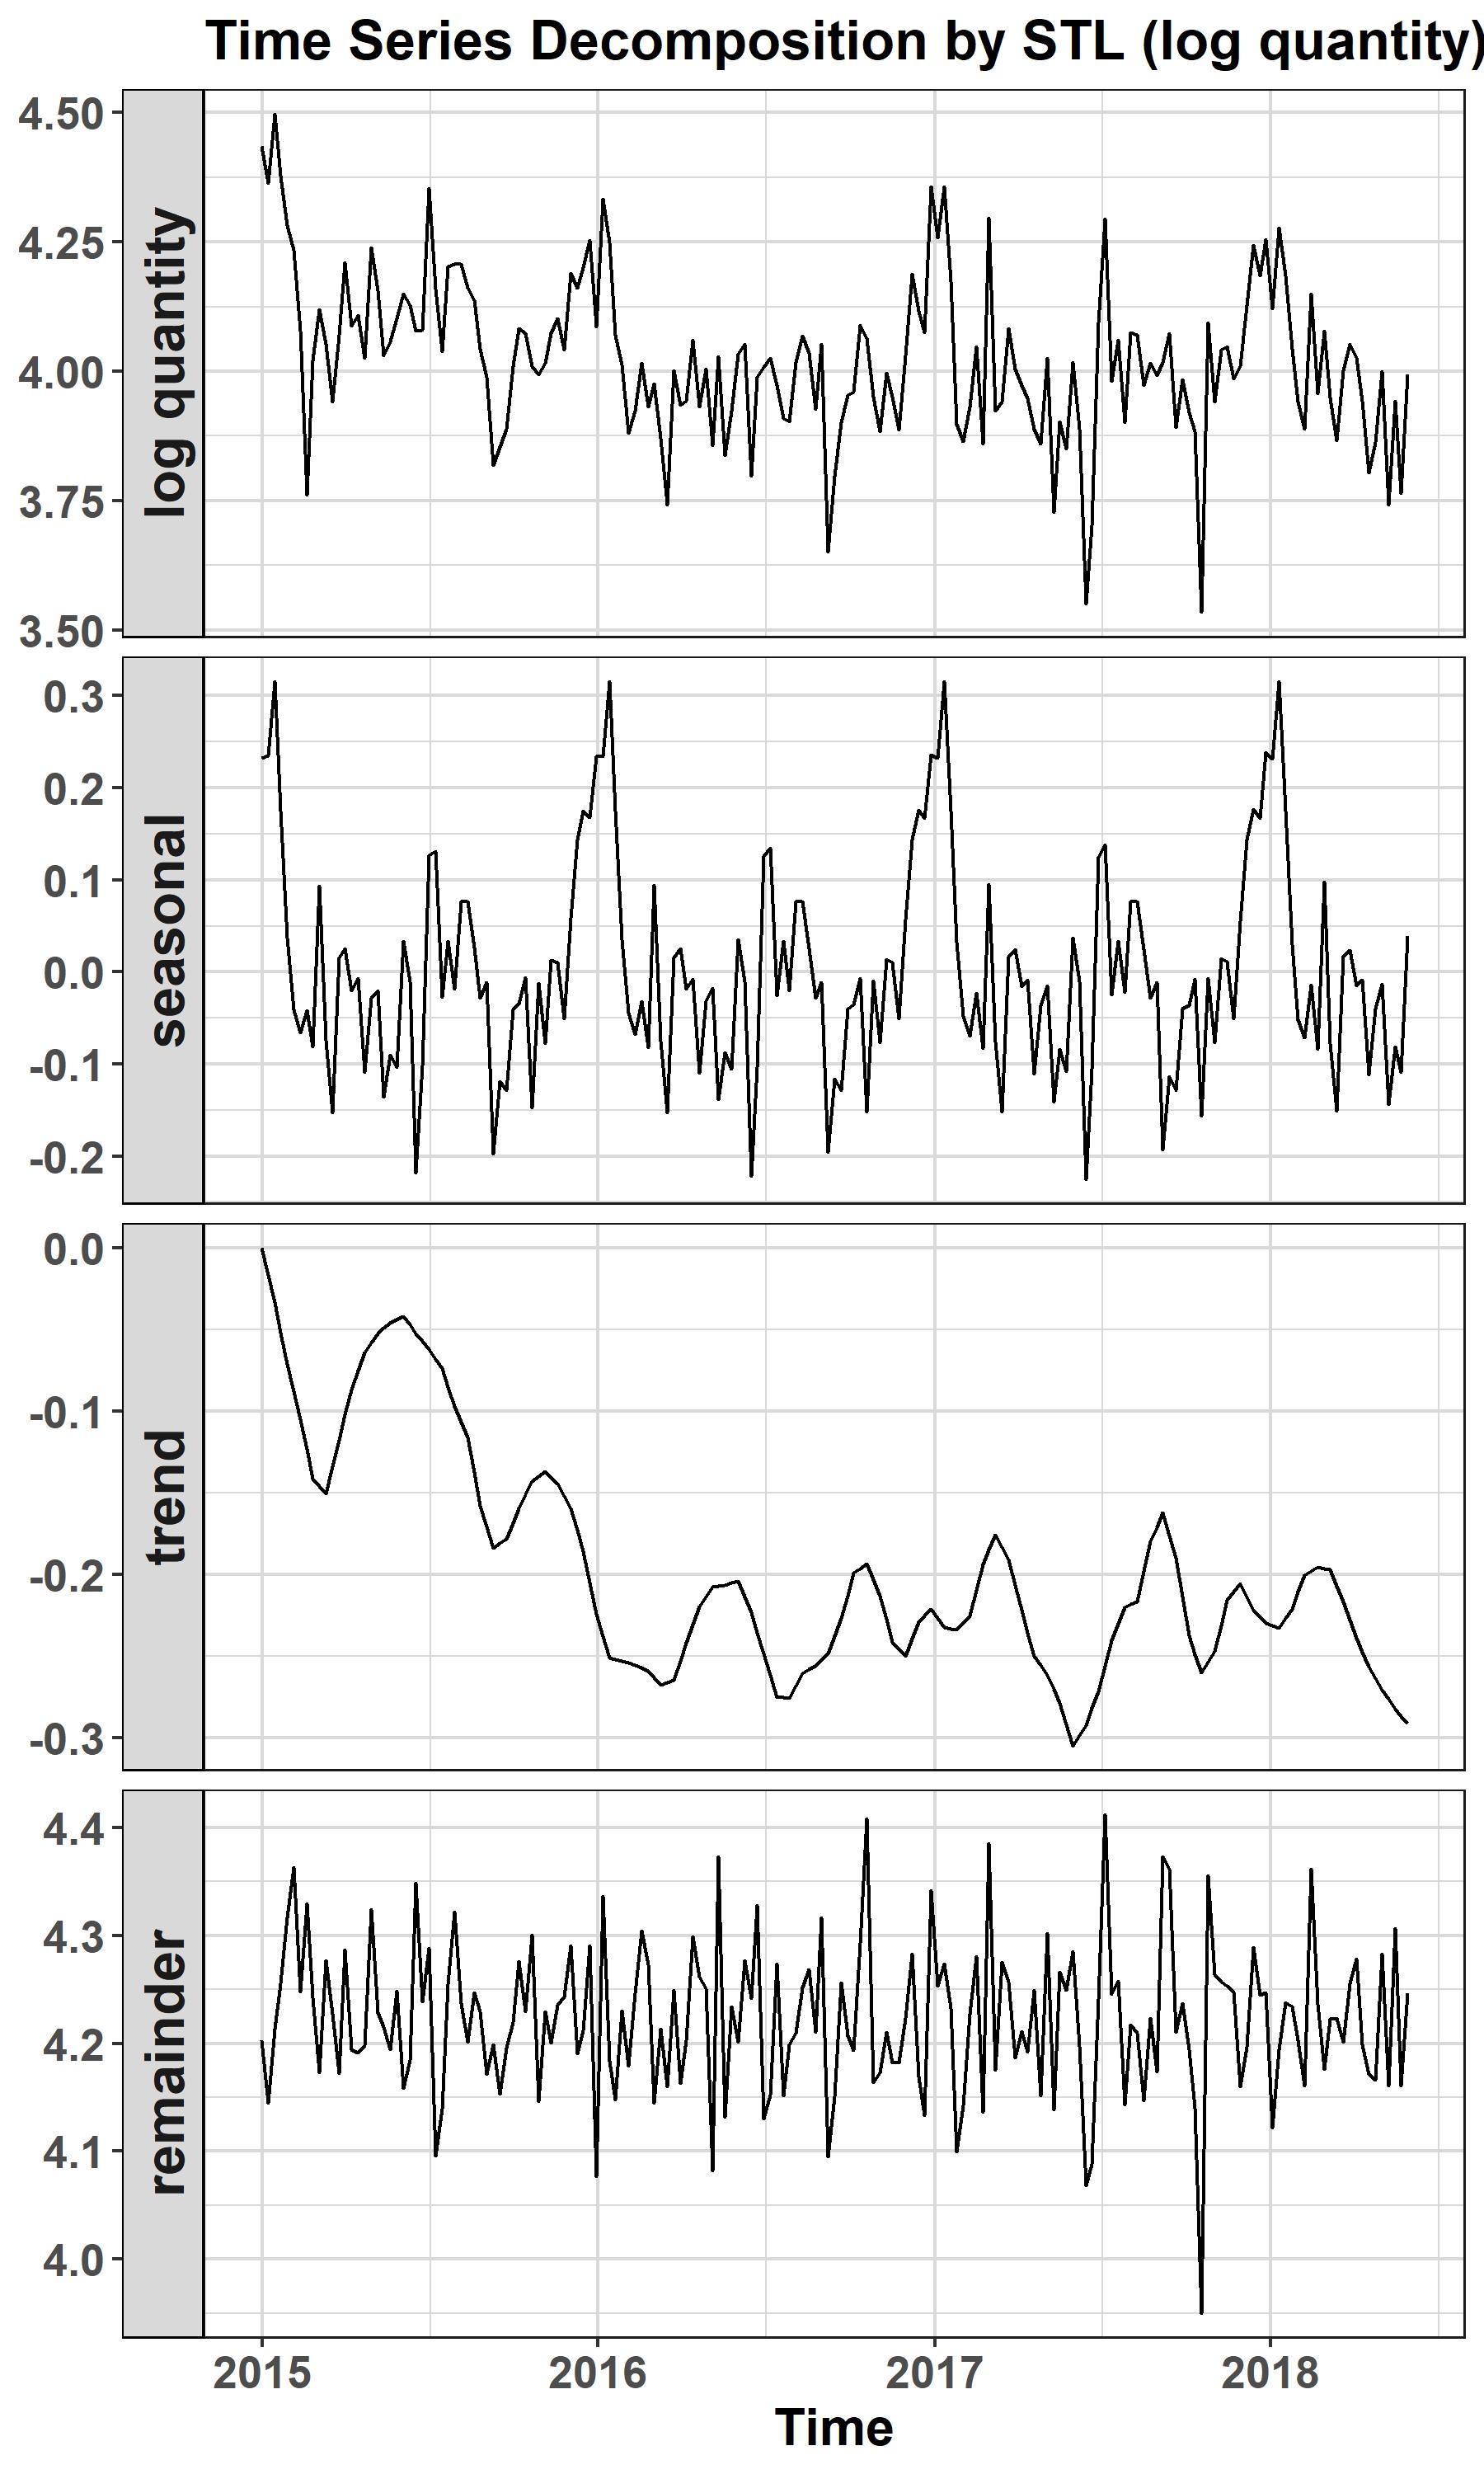 Time Series Decomposition by STL (log quantity)
4.50
4.25
4.00
3.75
3.50
log quantity
0.3
0.2
0.1
0.0
-0.1
-0.2
seasonal
0.0
-0.1
-0.2
-0.3
trend
4.4
4.3
4.2
4.1
4.0
remainder
2015 2016 2017 2018
Time